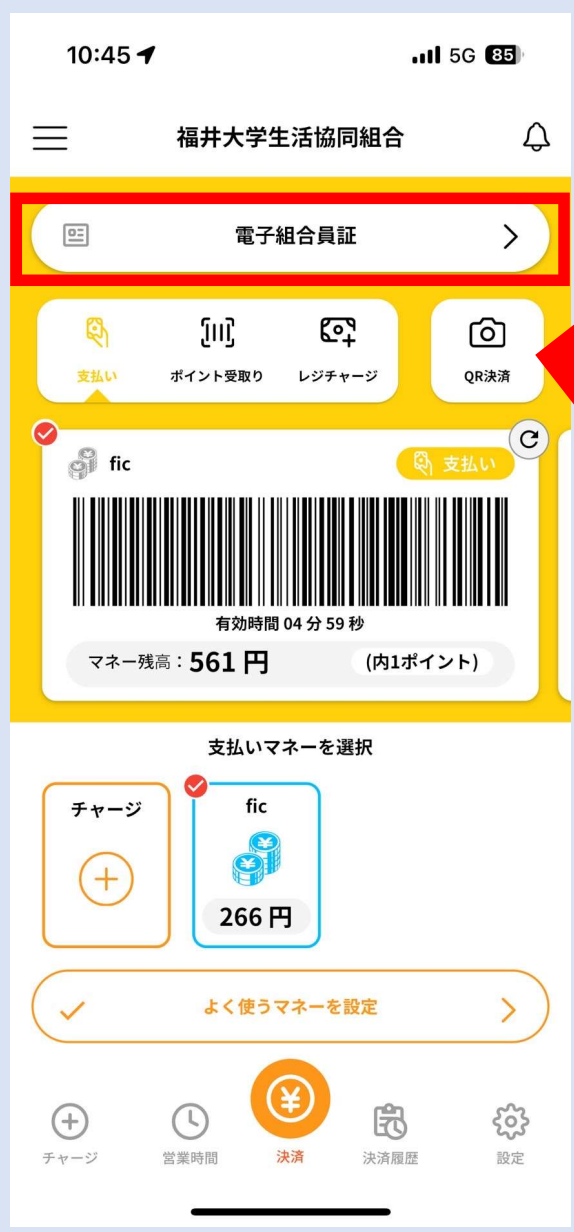 10:45
5G 85
福井大学生活協同組合
電子組合員証
支払い ポイント受取り レジチャージ QR決済
fic 支払い
有効時間 04 分 59 秒
マネー残高：561 円 (内1ポイント)
支払いマネーを選択
チャージ fic
266 円
よく使うマネーを設定
チャージ 営業時間 決済 決済履歴 設定